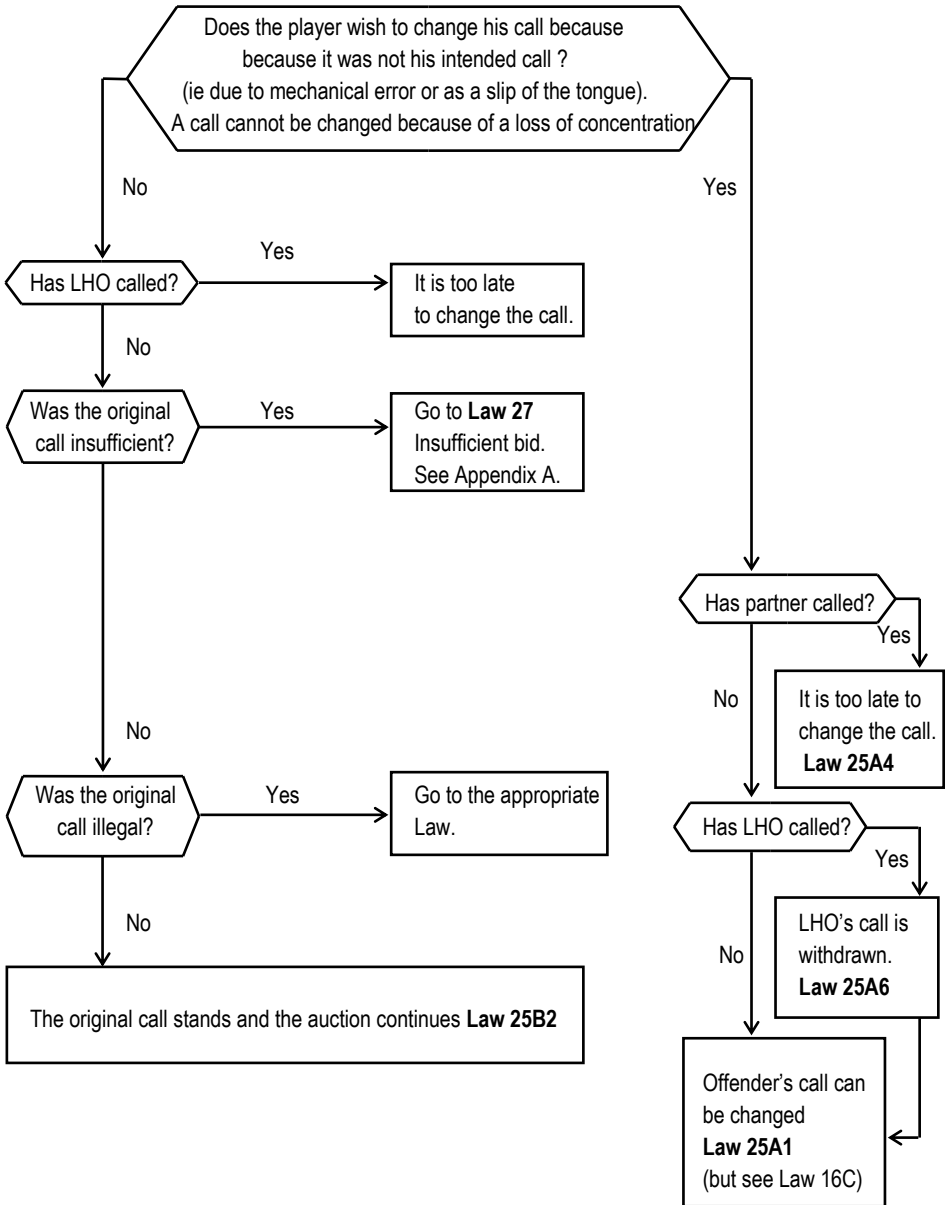 Does the player wish to change his call because
because it was not his intended call ?
(ie due to mechanical error or as a slip of the tongue).
A call cannot be changed because of a loss of concentration
No
Yes
Has LHO called?
Yes
It is too late
to change the call.
No
Was the original
call insufficient?
Yes
Go to Law 27
Insufficient bid.
See Appendix A.
No
Was the original
call illegal?
Yes
Go to the appropriate
Law.
No
The original call stands and the auction continues Law 25B2
Has partner called?
Yes
It is too late to
change the call.
Law 25A4
No
Has LHO called?
Yes
LHO's call is
withdrawn.
Law 25A6
No
Offender's call can
be changed
Law 25A1
(but see Law 16C)